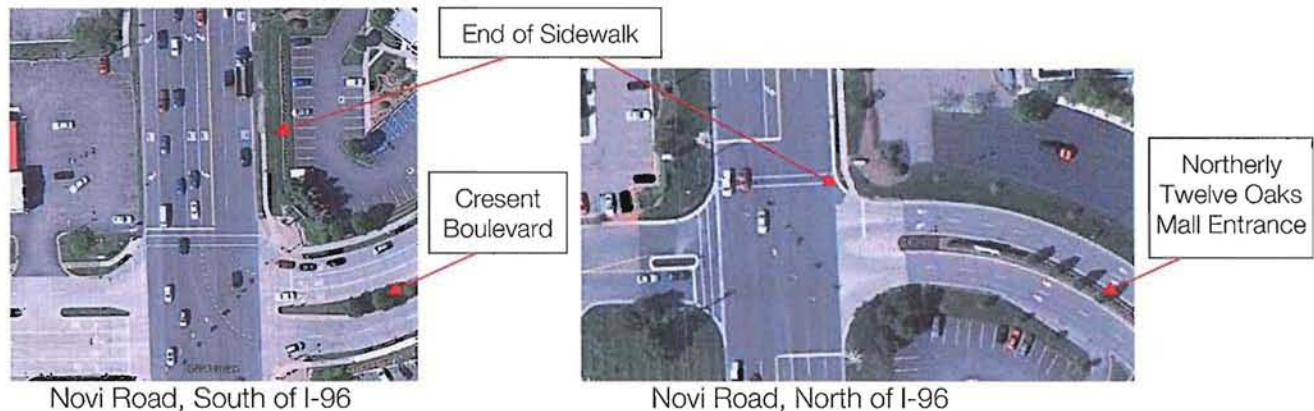 End of Sidewalk
Cresent
Boulevard
Northerly
Twelve Oaks
Mall Entrance
Novi Road, South of I-96
Novi Road, North of I-96